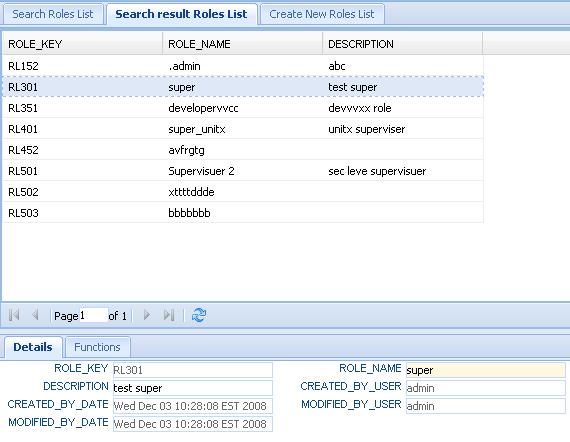 Search Roles List Search result Roles List Create New Roles List
ROLE_KEY ROLE_NAME DESCRIPTION
RL152 .admin abc
RL301 super test super
RL351 developervvcc devvvxx role
RL401 super_unitx unitx superviser
RL452 avfrgtg
RL501 Supervisuer 2 sec leve supervisuer
RL502 xttttddde
RL503 bbbbbbb
Page 1 of 1
Details Functions
ROLE_KEY RL301 ROLE_NAME super
DESCRIPTION test super CREATED_BY_USER admin
CREATED_BY_DATE Wed Dec 03 10:28:08 EST 2008 MODIFIED_BY_USER admin
MODIFIED_BY_DATE Wed Dec 03 10:28:08 EST 2008